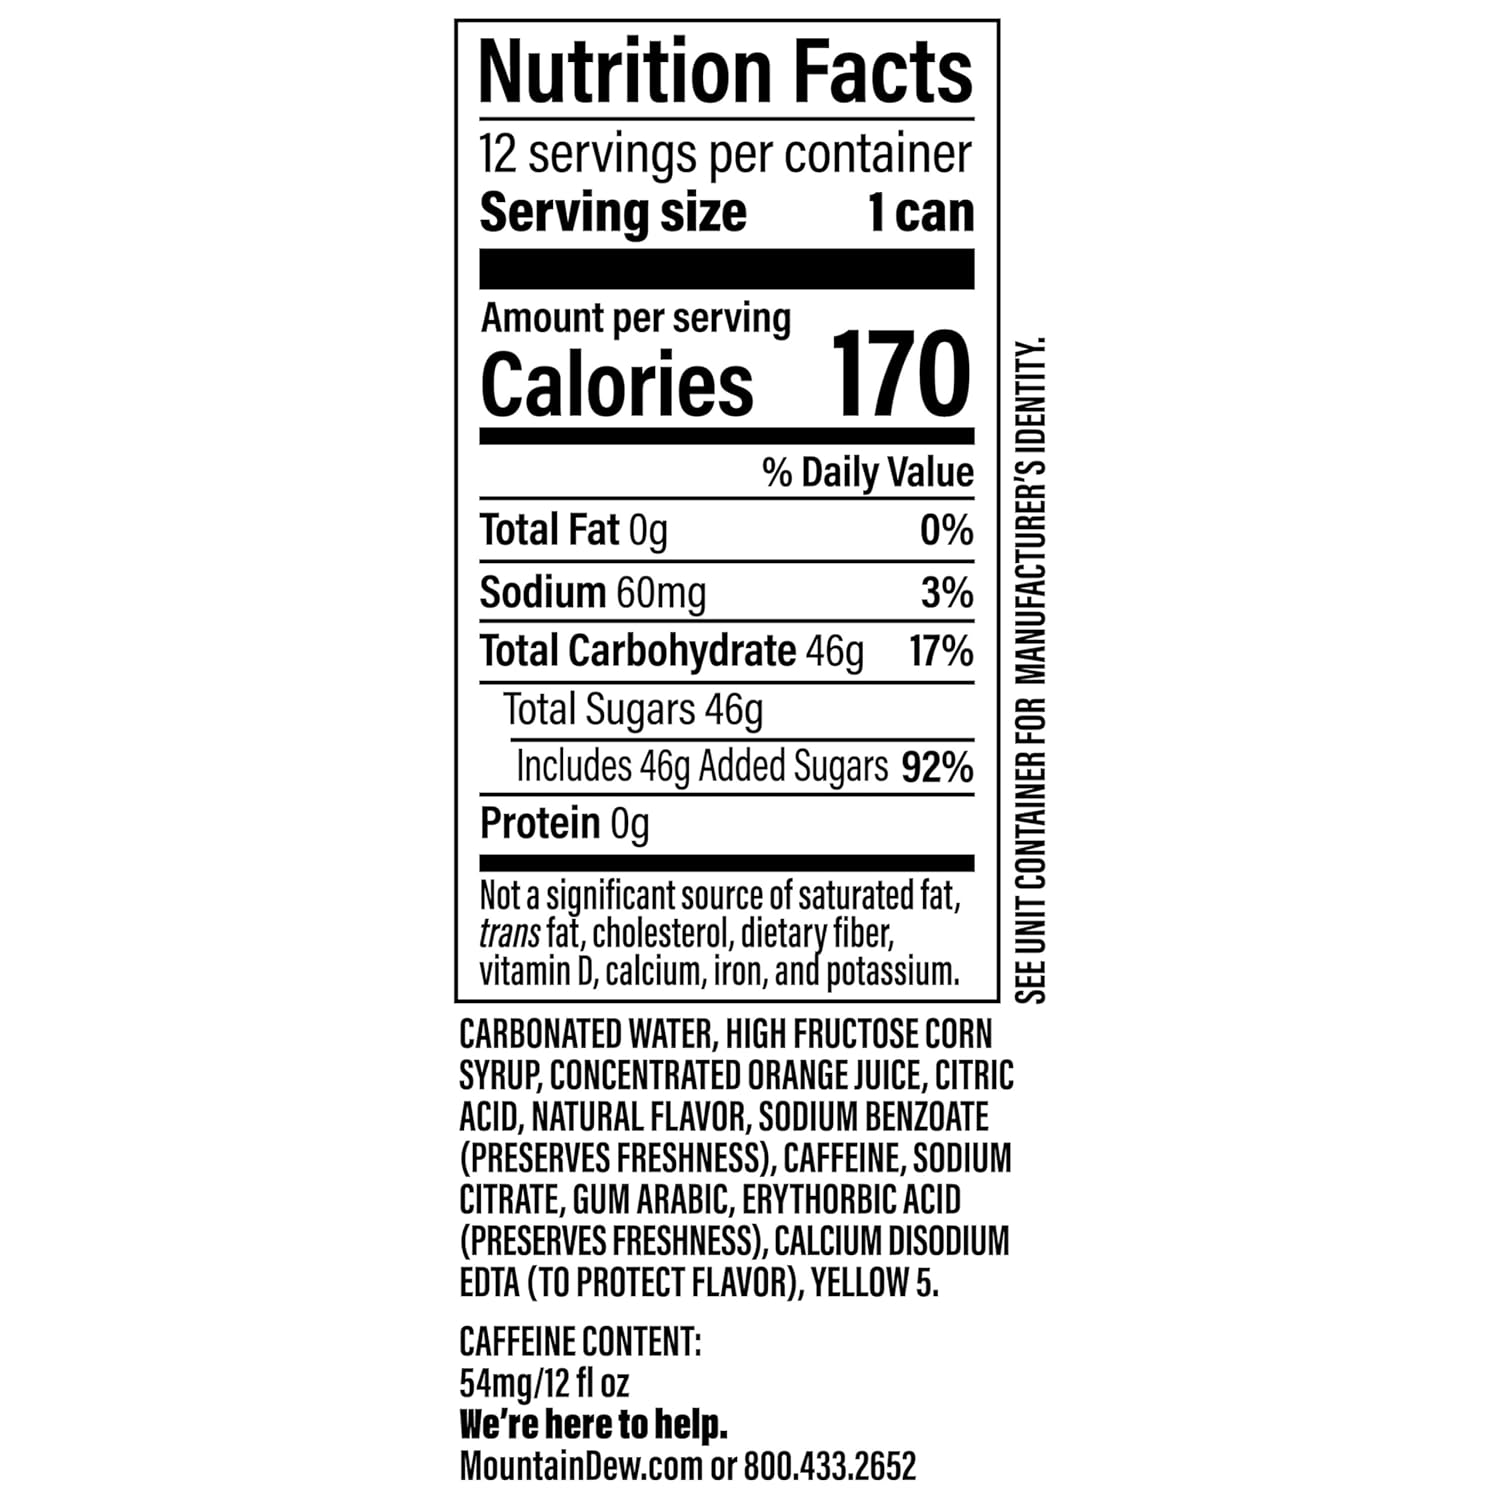 Nutrition Facts
12 servings per container
Serving size 1 can
Amount per serving
Calories 170
% Daily Value
Total Fat 0g 0%
Sodium 60mg 3%
Total Carbohydrate 46g 17%
Total Sugars 46g
Includes 46g Added Sugars 92%
Protein 0g
Not a significant source of saturated fat,
trans fat, cholesterol, dietary fiber,
vitamin D, calcium, iron, and potassium.
SEE UNIT CONTAINER FOR MANUFACTURER'S IDENTITY.
CARBONATED WATER, HIGH FRUCTOSE CORN
SYRUP, CONCENTRATED ORANGE JUICE, CITRIC
ACID, NATURAL FLAVOR, SODIUM BENZOATE
(PRESERVES FRESHNESS), CAFFEINE, SODIUM
CITRATE, GUM ARABIC, ERYTHORBIC ACID
(PRESERVES FRESHNESS), CALCIUM DISODIUM
EDTA (TO PROTECT FLAVOR), YELLOW 5.
CAFFEINE CONTENT:
54mg/12 fl oz
We're here to help.
MountainDew.com or 800.433.2652